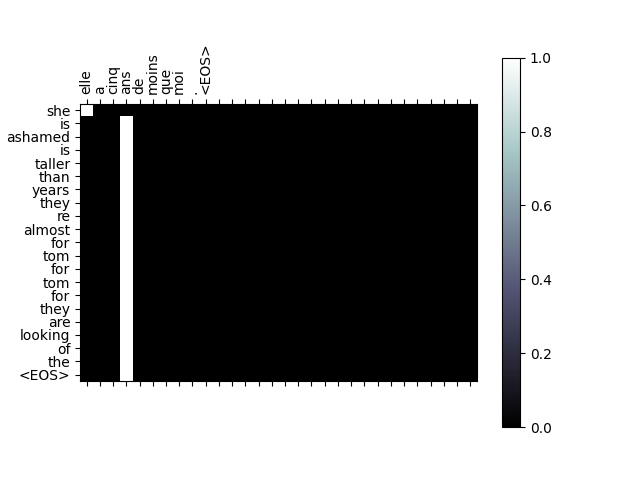 elle
a
cinq
ans
de
moins
que
moi
.
<EOS>
she
is
ashamed
is
taller
than
years
they
re
almost
for
tom
for
tom
for
they
are
looking
of
the
<EOS>
1.0
0.8
0.6
0.4
0.2
0.0